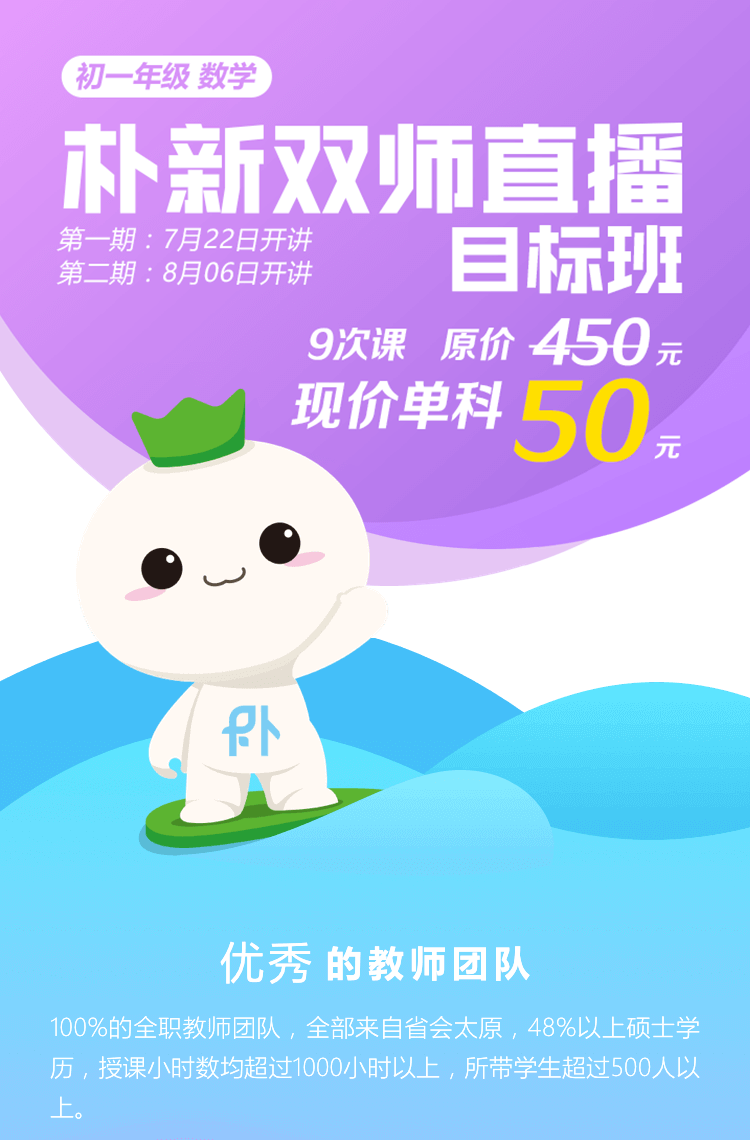 初一年级 数学
朴新双师直播
第一期：7月22日开讲
目标班
第二期：8月06日开讲
9次课 原价 450 元
现价单科 50 元
朴
优秀 的教师团队
100%的全职教师团队，全部来自省会太原，48%以上硕士学
历，授课小时数均超过1000小时以上，所带学生超过500人以
上。